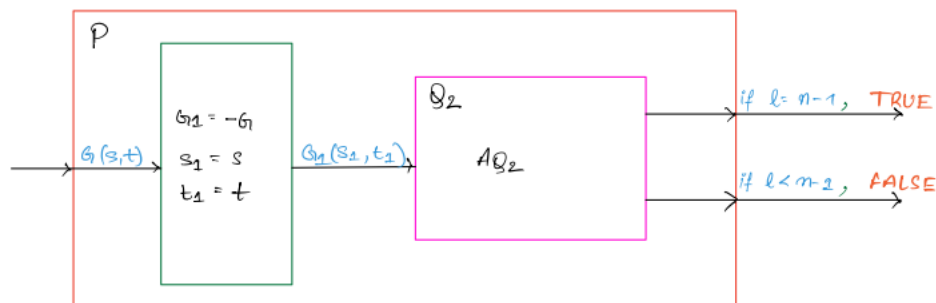 P
G(s,t)
G1 = -G
s1 = s
t1 = t
G1(s1, t1)
Q2
AQ2
if l = n-1, TRUE
if l < n-1, FALSE